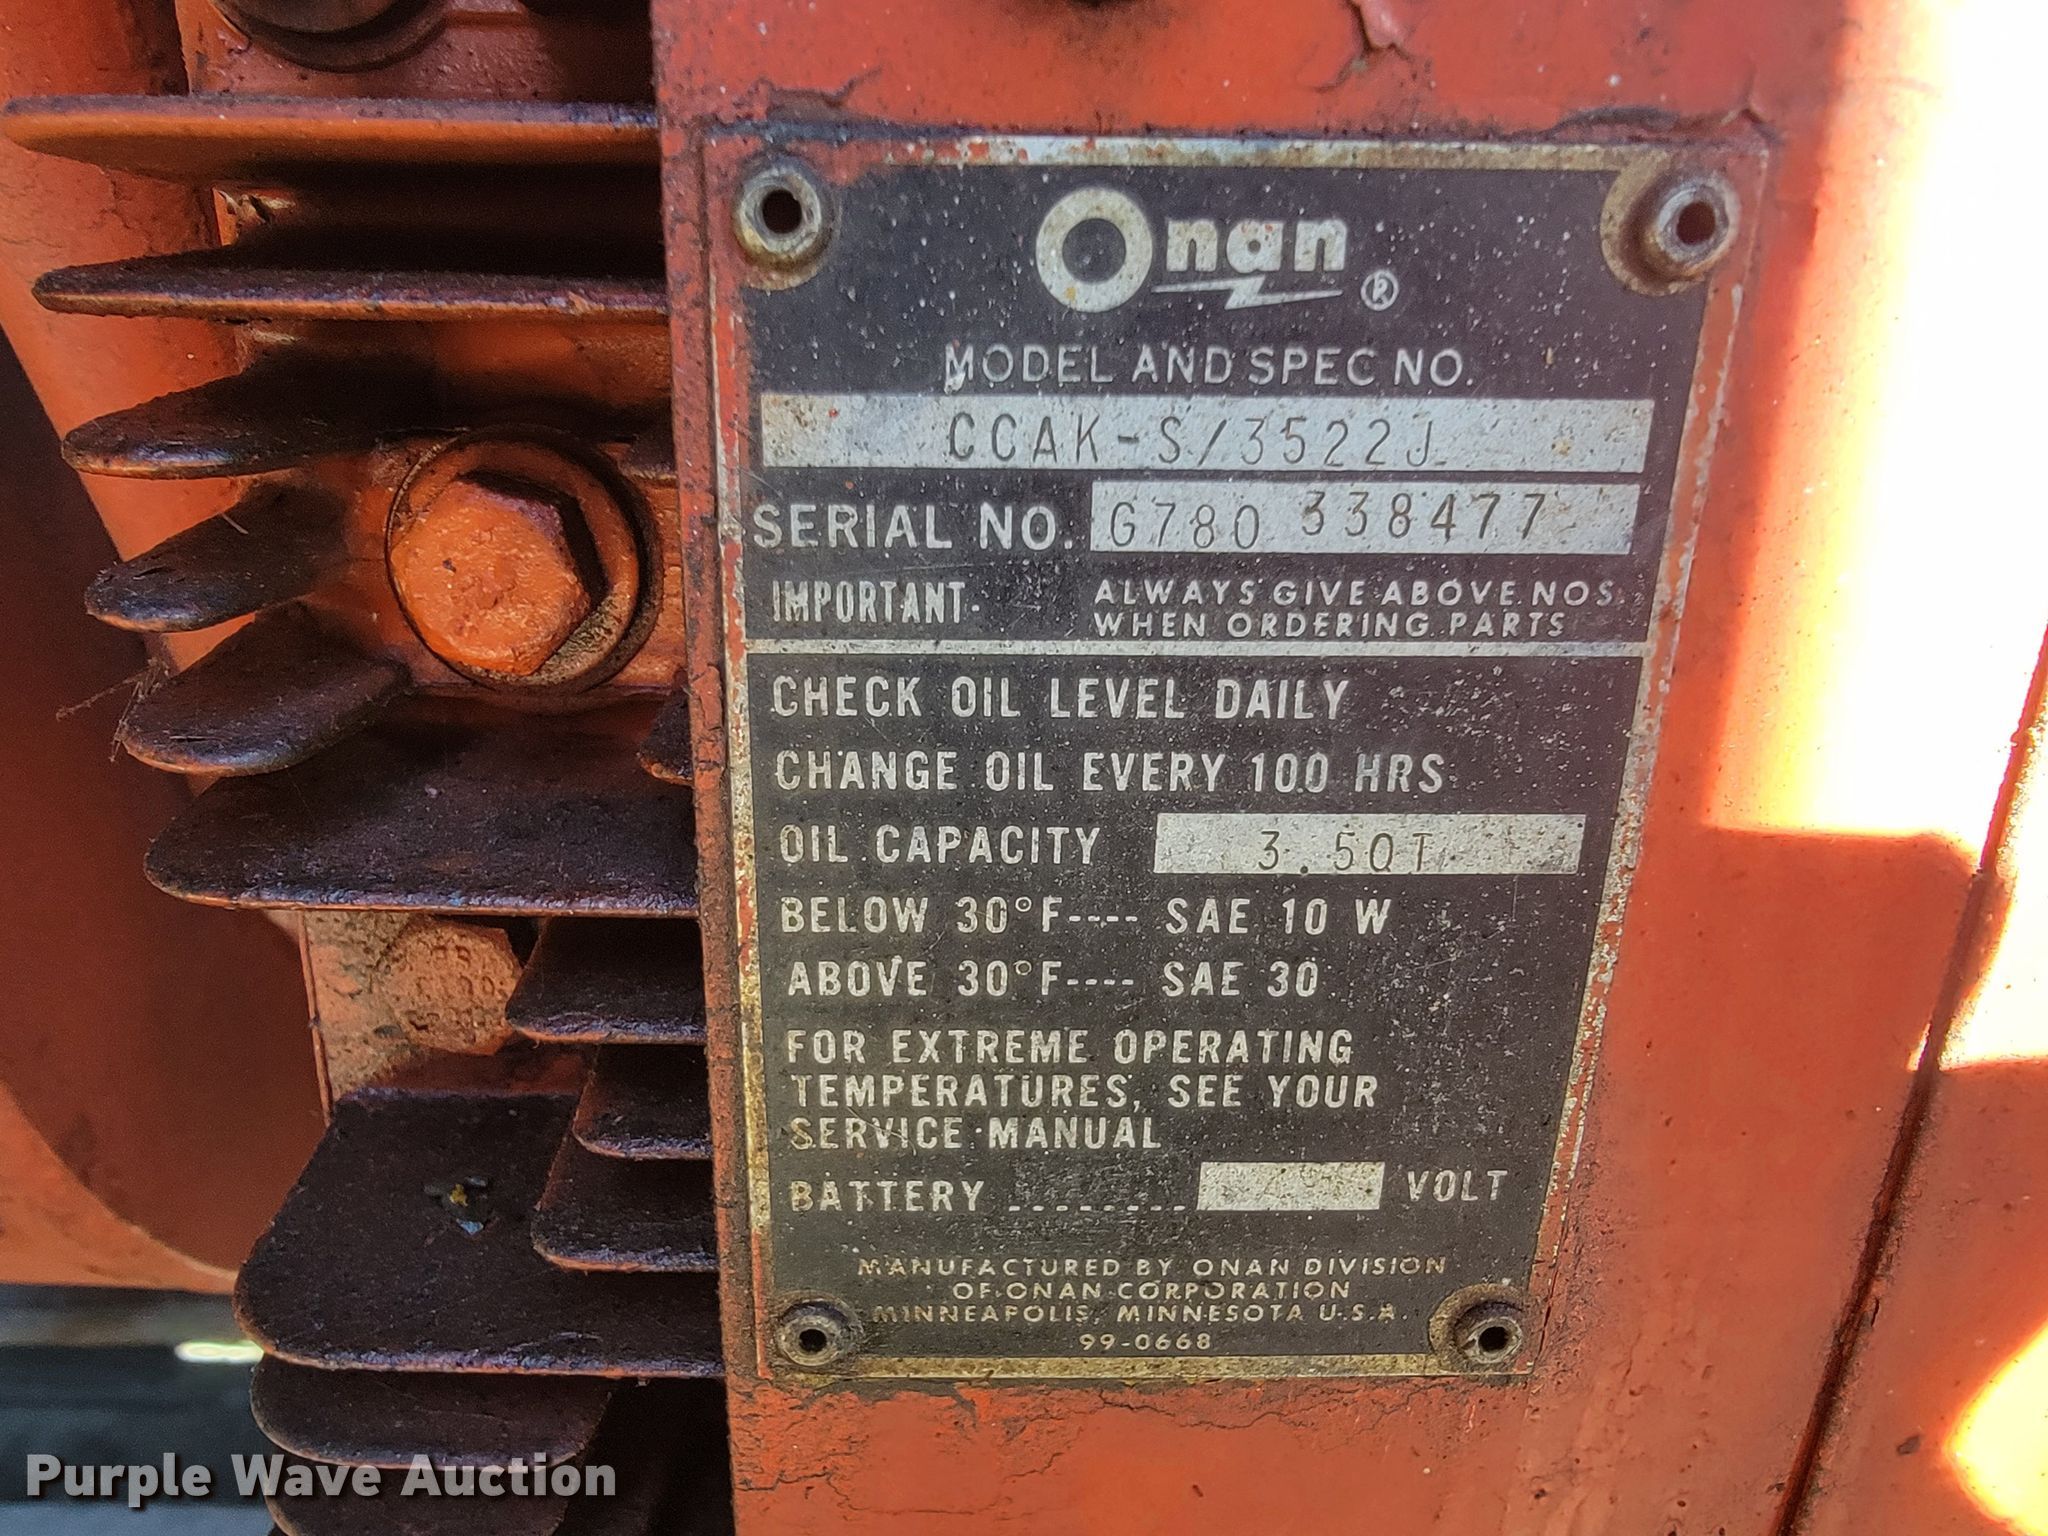 Onan ®
MODEL AND SPEC NO.
CCAK-S/3522J
SERIAL NO. G780 338477
IMPORTANT- ALWAYS GIVE ABOVE NOS.
WHEN ORDERING PARTS
CHECK OIL LEVEL DAILY
CHANGE OIL EVERY 100 HRS
OIL CAPACITY 3.5QT
BELOW 30°F---- SAE 10 W
ABOVE 30°F---- SAE 30
FOR EXTREME OPERATING
TEMPERATURES, SEE YOUR
SERVICE MANUAL
BATTERY -------- VOLT
MANUFACTURED BY ONAN DIVISION
OF ONAN CORPORATION
MINNEAPOLIS, MINNESOTA U.S.A.
99-0668
Purple Wave Auction